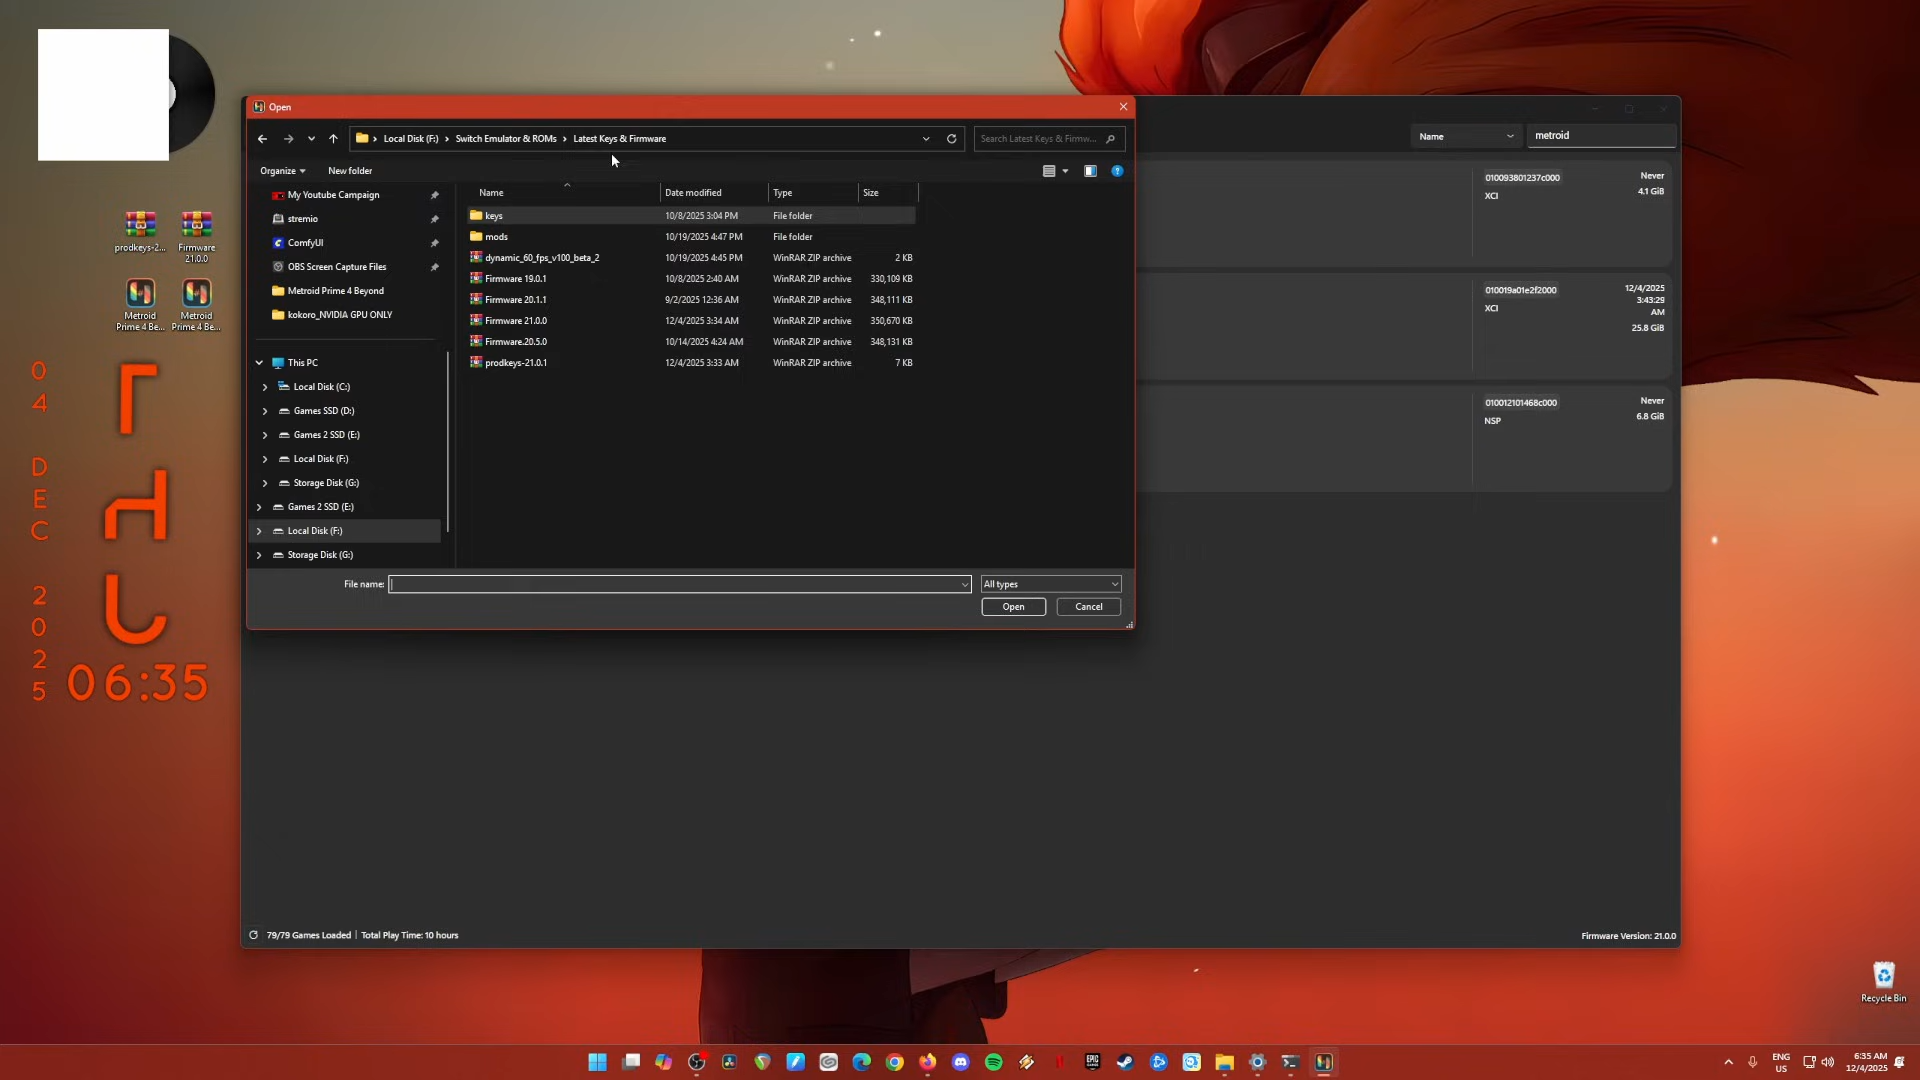 Open
Local Disk (F:) › Switch Emulator & ROMs › Latest Keys & Firmware
Search Latest Keys & Firmw...
Organize
New folder
Name
Date modified
Type
Size
My Youtube Campaign
stremio
ComfyUI
OBS Screen Capture Files
Metroid Prime 4 Beyond
kokoro_NVIDIA GPU ONLY
This PC
Local Disk (C:)
Games SSD (D:)
Games 2 SSD (E:)
Local Disk (F:)
Storage Disk (G:)
Games 2 SSD (E:)
Local Disk (F:)
Storage Disk (G:)
keys 10/8/2025 3:04 PM File folder
mods 10/19/2025 4:47 PM File folder
dynamic_60_fps_v100_beta_2 10/19/2025 4:45 PM WinRAR ZIP archive 2 KB
Firmware 19.0.1 10/8/2025 2:40 AM WinRAR ZIP archive 330,109 KB
Firmware 20.1.1 9/2/2025 12:36 AM WinRAR ZIP archive 348,111 KB
Firmware 21.0.0 12/4/2025 3:34 AM WinRAR ZIP archive 350,670 KB
Firmware.20.5.0 10/14/2025 4:24 AM WinRAR ZIP archive 348,131 KB
prodkeys-21.0.1 12/4/2025 3:33 AM WinRAR ZIP archive 7 KB
File name:
All types
Open
Cancel
Name
metroid
010093801237c000
XCI
Never
4.1 GiB
010019a01e2f2000
XCI
12/4/2025
3:43:29
AM
25.8 GiB
010012101468c000
NSP
Never
6.8 GiB
79/79 Games Loaded | Total Play Time: 10 hours
Firmware Version: 21.0.0
prodkeys-2...
Firmware
21.0.0
Metroid
Prime 4 Be...
Metroid
Prime 4 Be...
04
DEC
2025
06:35
Recycle Bin
ENG
US
6:35 AM
12/4/2025